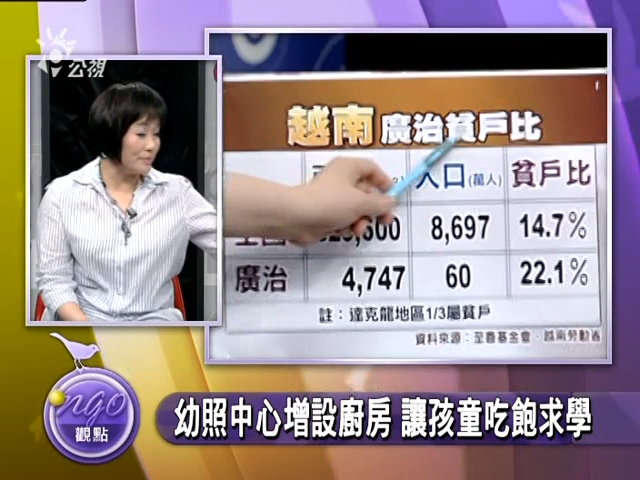 公視
越南 廣治貧戶比
人口 (萬人) 貧戶比
8,697 14.7%
廣治 4,747 60 22.1%
註：達克龍地區1/3屬貧戶
資料來源：至善基金會、越南勞動省
ngo
觀點
幼照中心增設廚房 讓孩童吃飽求學